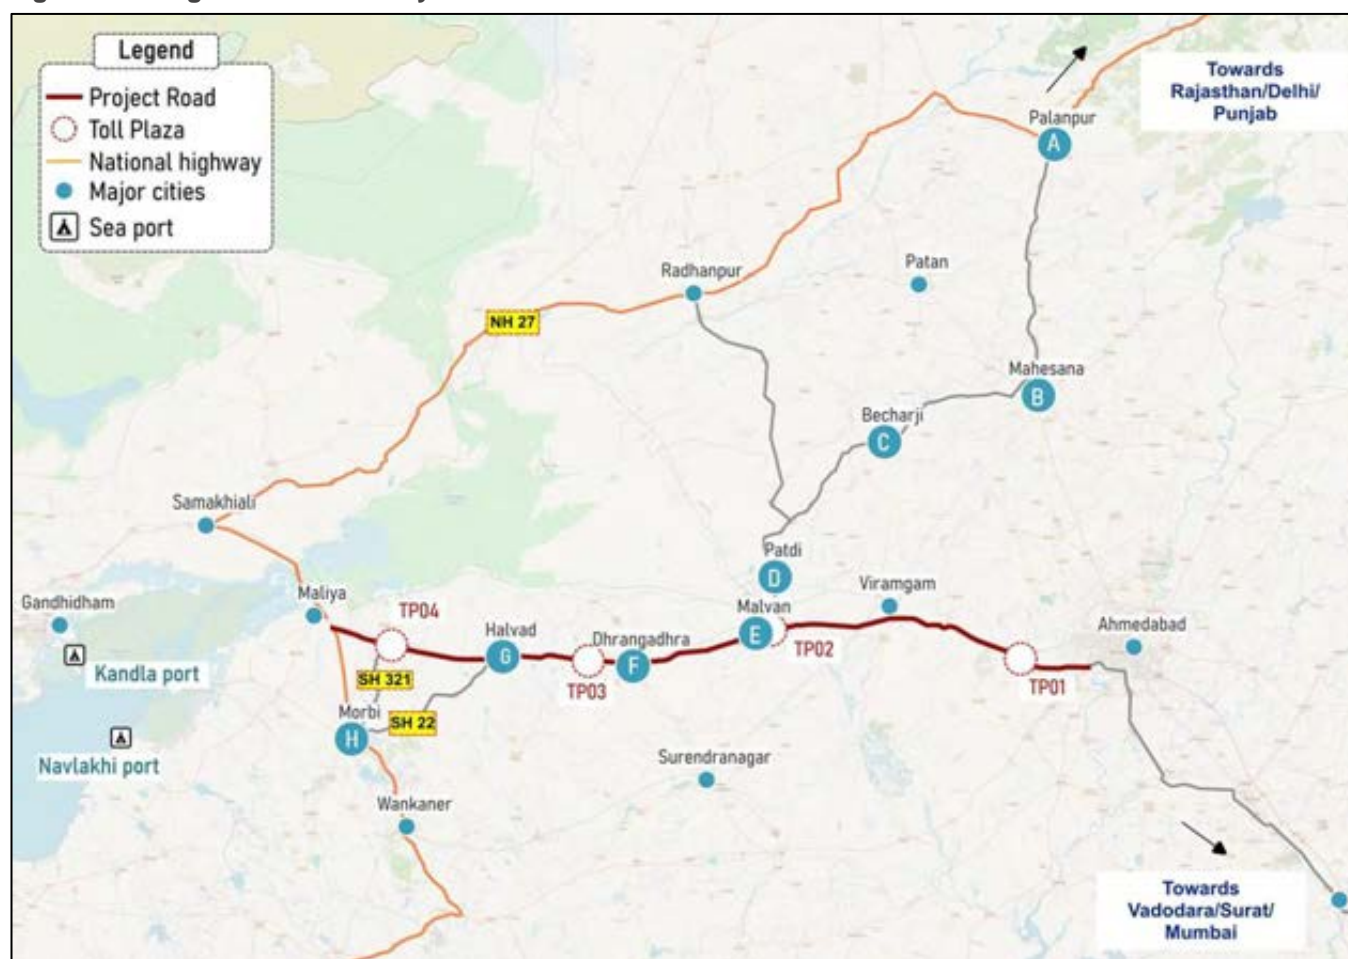 Legend
Project Road
Toll Plaza
National highway
Major cities
Sea port
Towards
Rajasthan/Delhi/
Punjab
Palanpur
A
Radhanpur
Patan
NH 27
Mahesana
B
Becharji
C
Samakhiali
Patdi
D
Viramgam
Gandhidham
Maliya
TP04
Halvad
G
Dhrangadhra
F
Malvan
E
TP02
Ahmedabad
Kandla port
SH 321
TP03
TP01
Morbi
H
SH 22
Navlakhi port
Surendranagar
Wankaner
Towards
Vadodara/Surat/
Mumbai